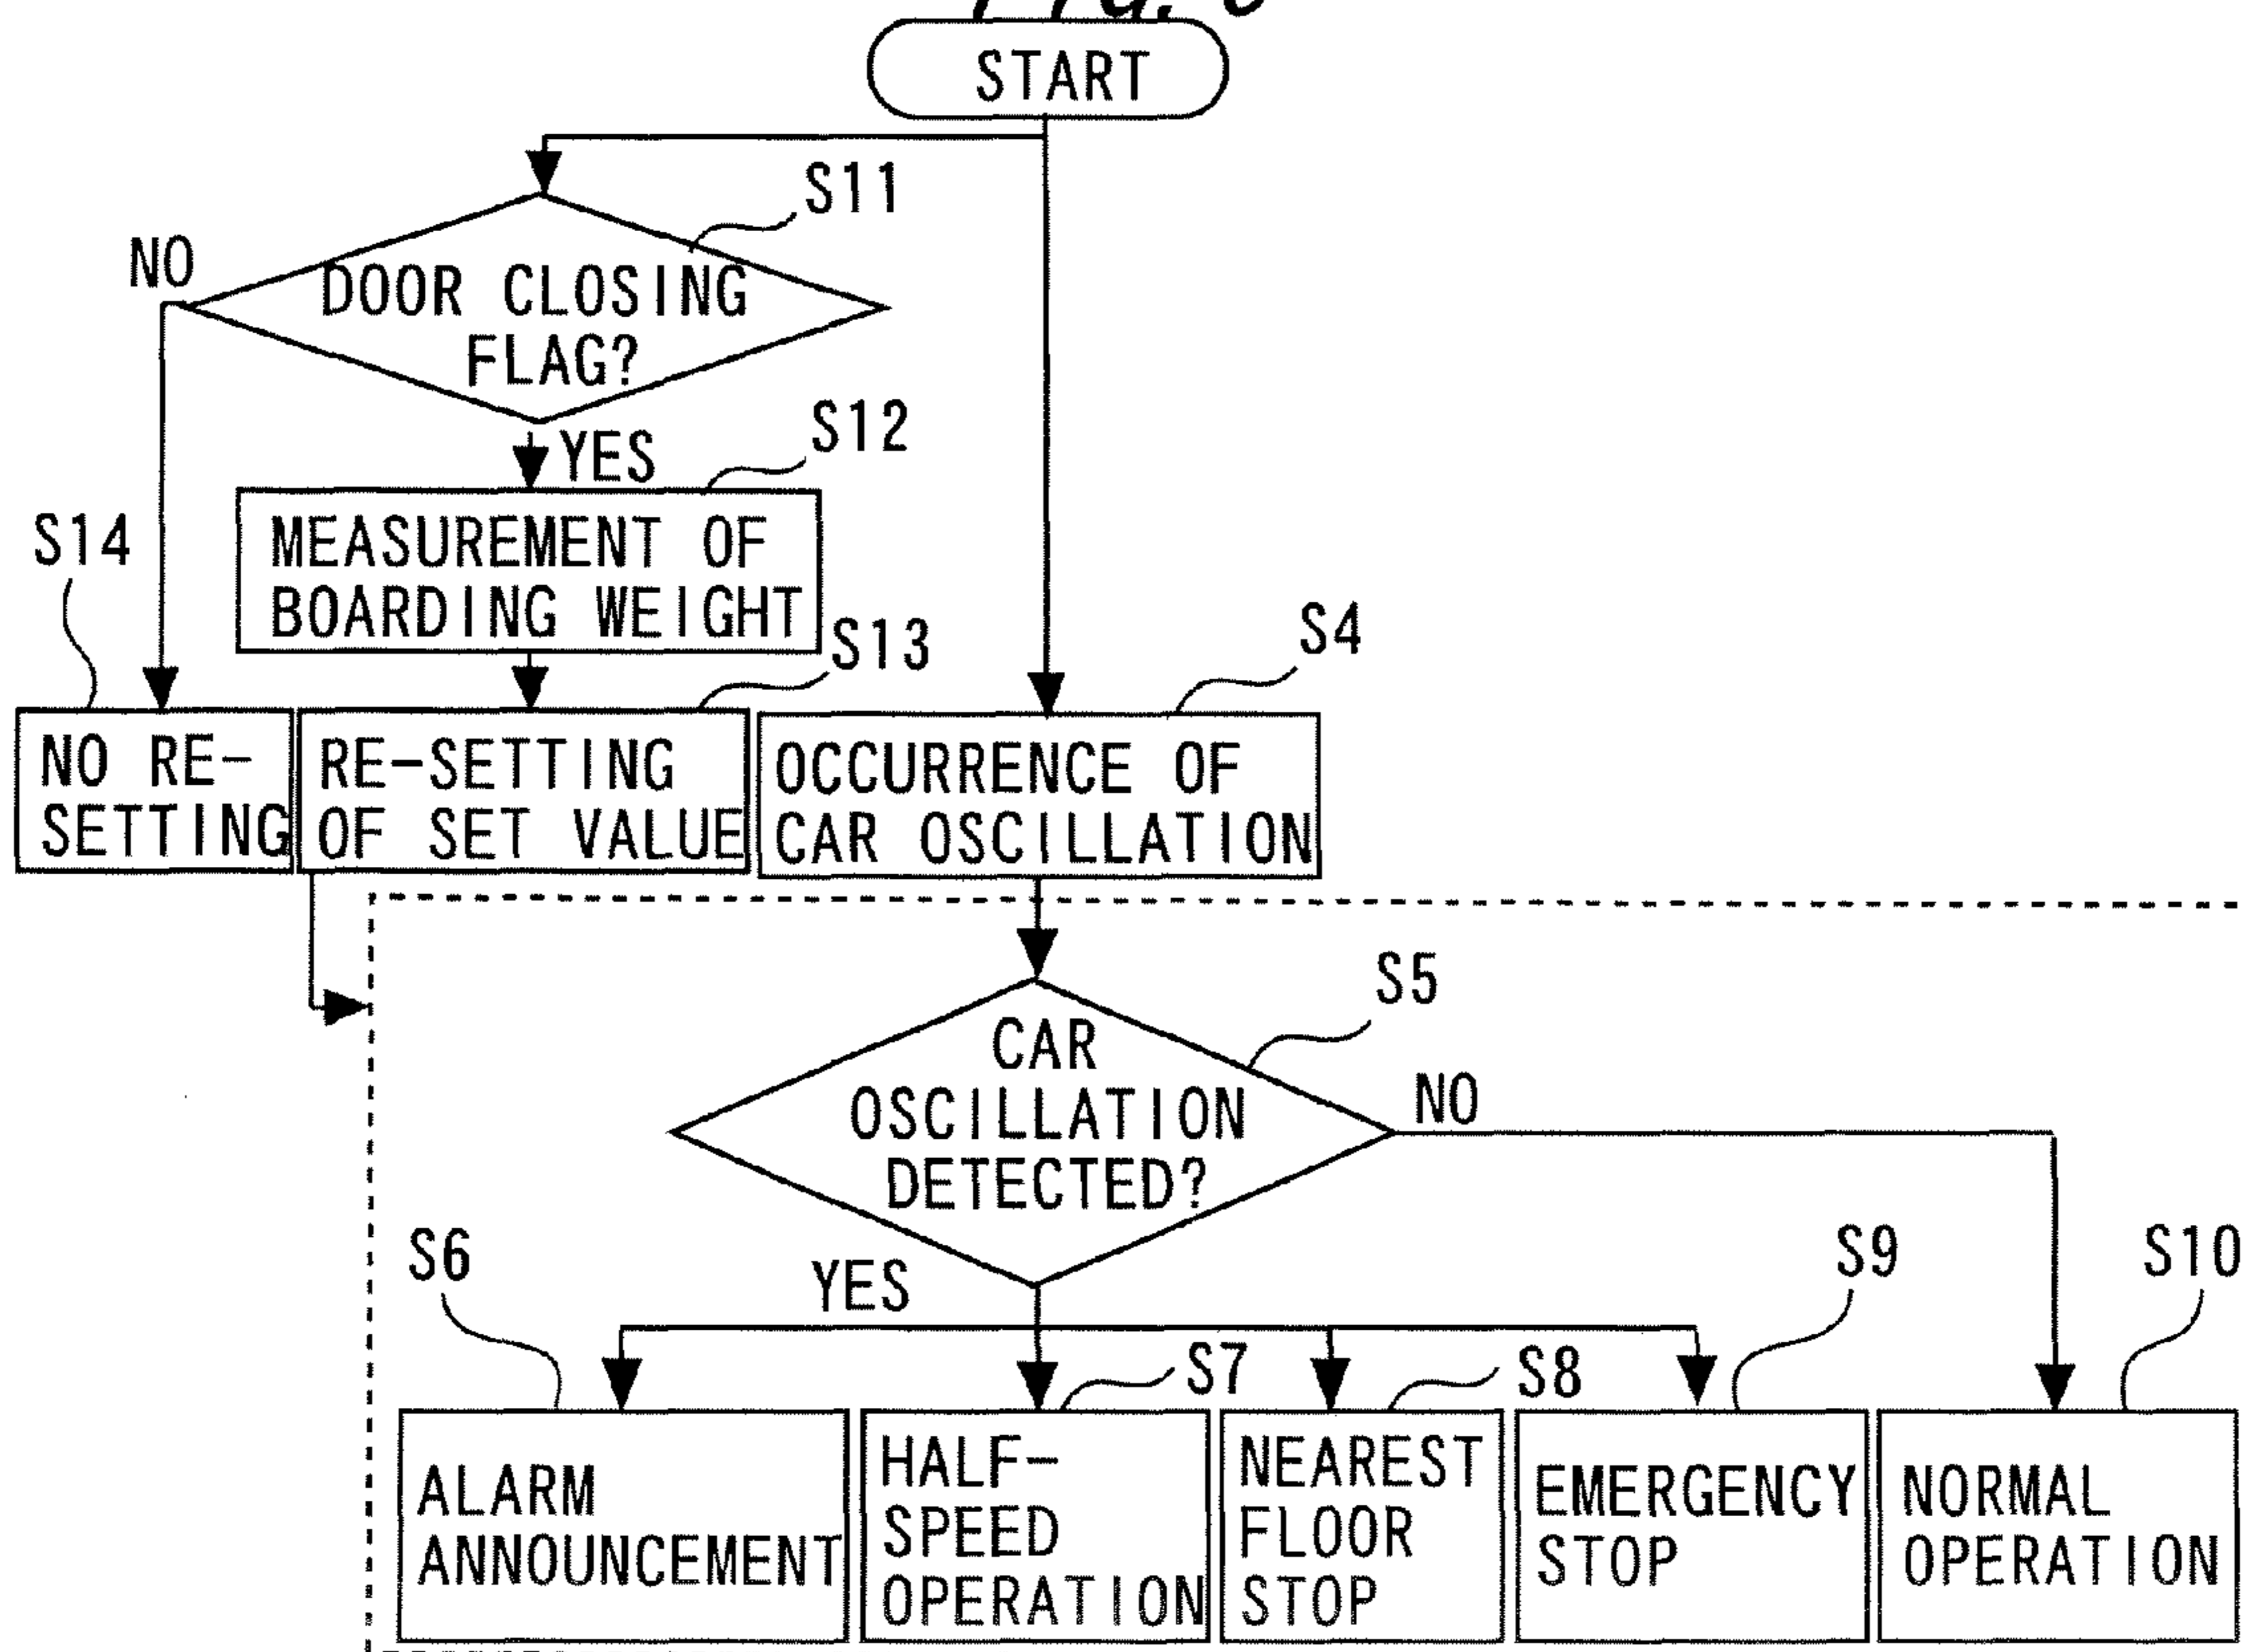 START
S11
NO
DOOR CLOSING
FLAG?
YES
S12
MEASUREMENT OF
BOARDING WEIGHT
S14
S13
S4
NO RE-
SETTING
RE-SETTING
OF SET VALUE
OCCURRENCE OF
CAR OSCILLATION
S5
CAR
OSCILLATION
DETECTED?
NO
YES
S6
S7
S8
S9
S10
ALARM
ANNOUNCEMENT
HALF-
SPEED
OPERATION
NEAREST
FLOOR
STOP
EMERGENCY
STOP
NORMAL
OPERATION